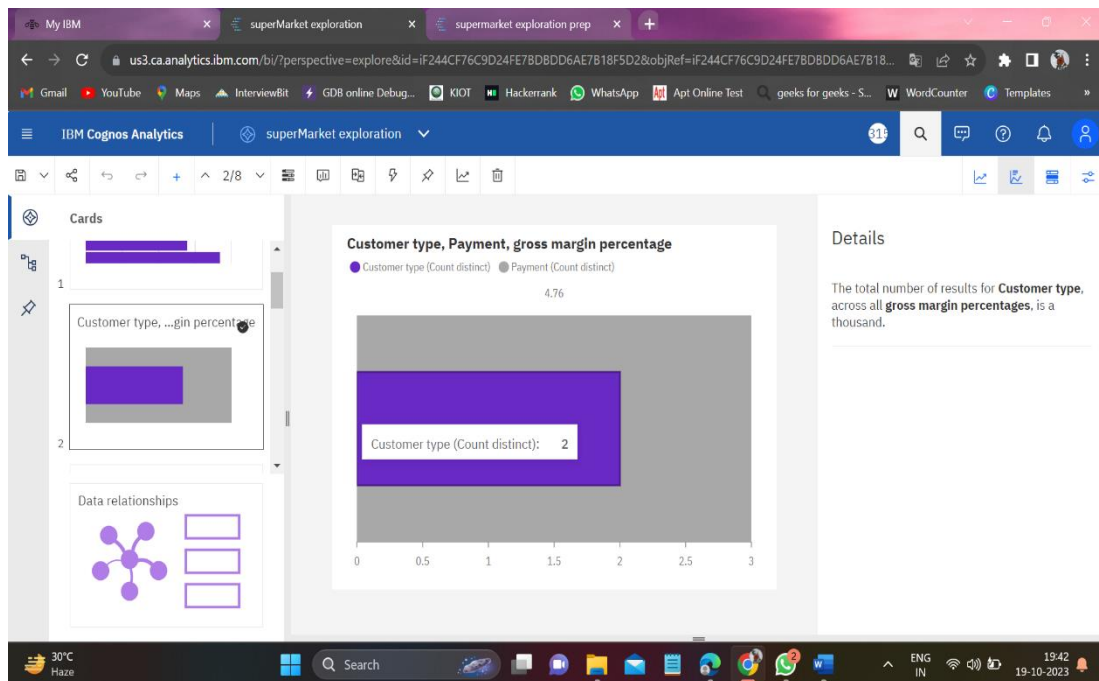 My IBM
superMarket exploration
supermarket exploration prep
us3.ca.analytics.ibm.com/bi/?perspective=explore&id=iF244CF76C9D24FE7BDBDD6AE7B18F5D2&objRef=iF244CF76C9D24FE7BDBDD6AE7B18...
Gmail YouTube Maps InterviewBit GDB online Debug... KIOT Hackerrank WhatsApp Apt Online Test geeks for geeks - S... WordCounter Templates »
IBM Cognos Analytics superMarket exploration
2/8
Cards
1
Customer type, ...gin percentage
2
Data relationships
Customer type, Payment, gross margin percentage
Customer type (Count distinct) Payment (Count distinct)
4.76
Customer type (Count distinct): 2
0 0.5 1 1.5 2 2.5 3
Details
The total number of results for Customer type,
across all gross margin percentages, is a
thousand.
30°C
Haze
Search
2
ENG
IN
19:42
19-10-2023